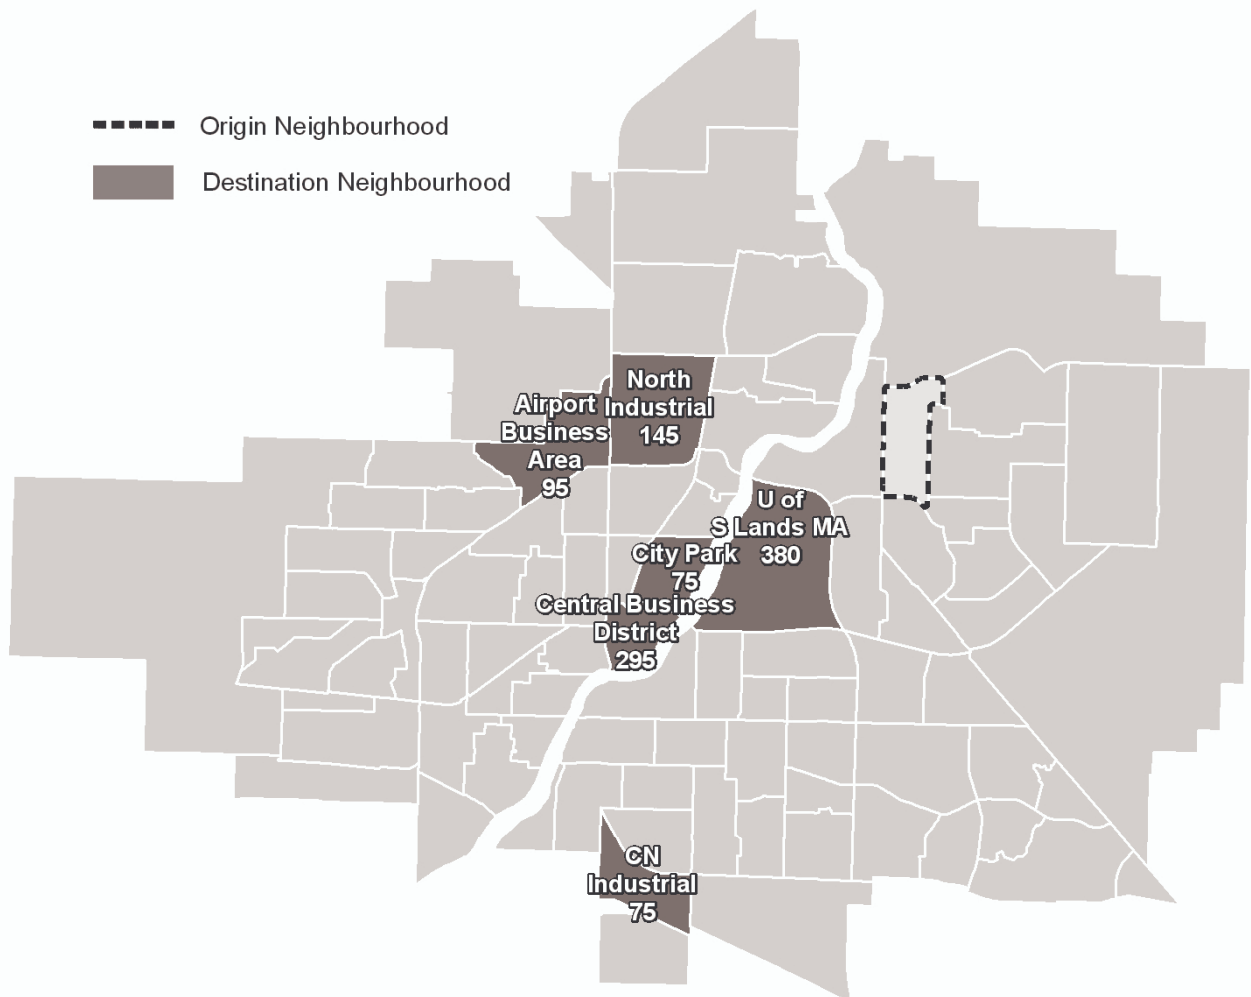 Origin Neighbourhood
Destination Neighbourhood
North
Industrial
145
Airport
Business
Area
95
U of
S Lands MA
380
City Park
75
Central Business
District
295
CN
Industrial
75